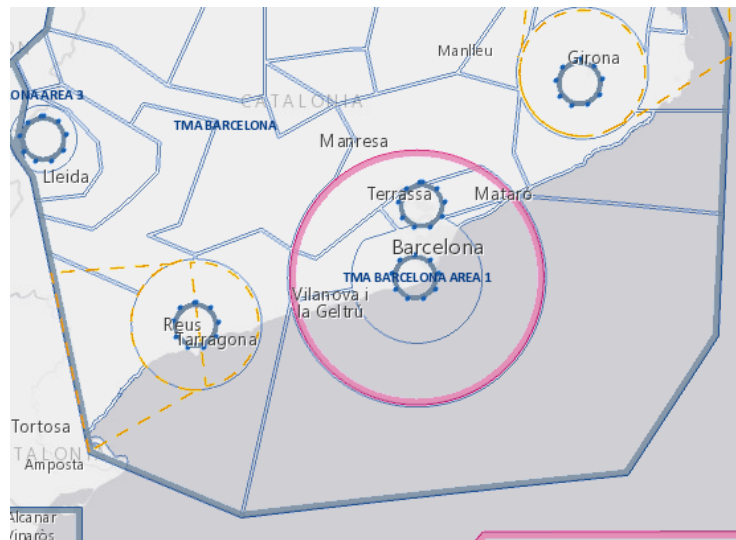 Manlleu
Girona
ONA AREA 3
CATALONIA
TMA BARCELONA
Manresa
Lleida
Terrassa
Mataró
Barcelona
TMA BARCELONA AREA 1
Vilanova i
la Geltrú
Reus
Tarragona
Tortosa
TALONI
Amposta
Alcanar
Vinaròs